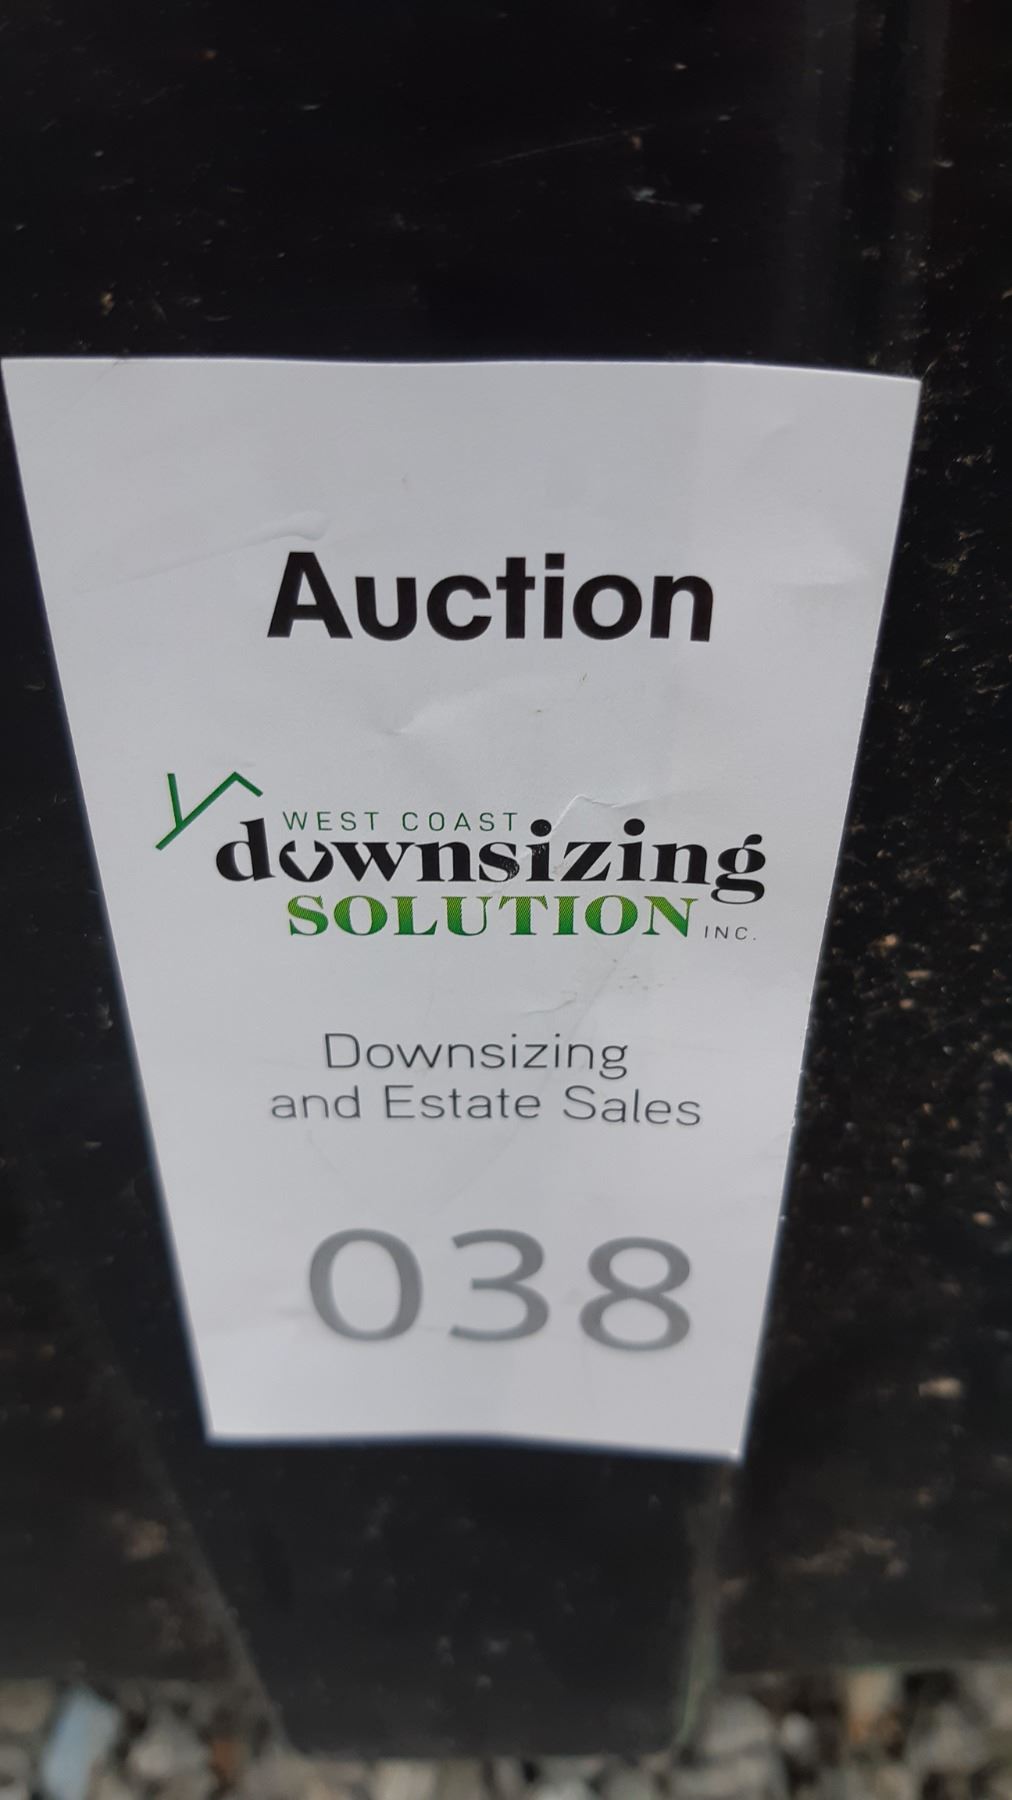 Auction
WEST COAST
downsizing
SOLUTION INC.
Downsizing
and Estate Sales
038